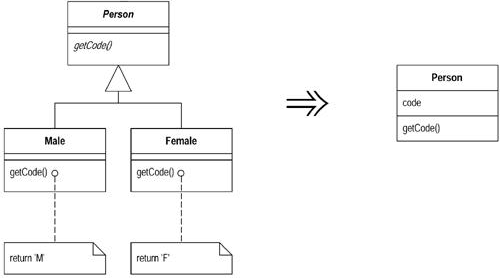 Person
getCode()
Male
Female
getCode()
getCode()
return 'M'
return 'F'
Person
code
getCode()